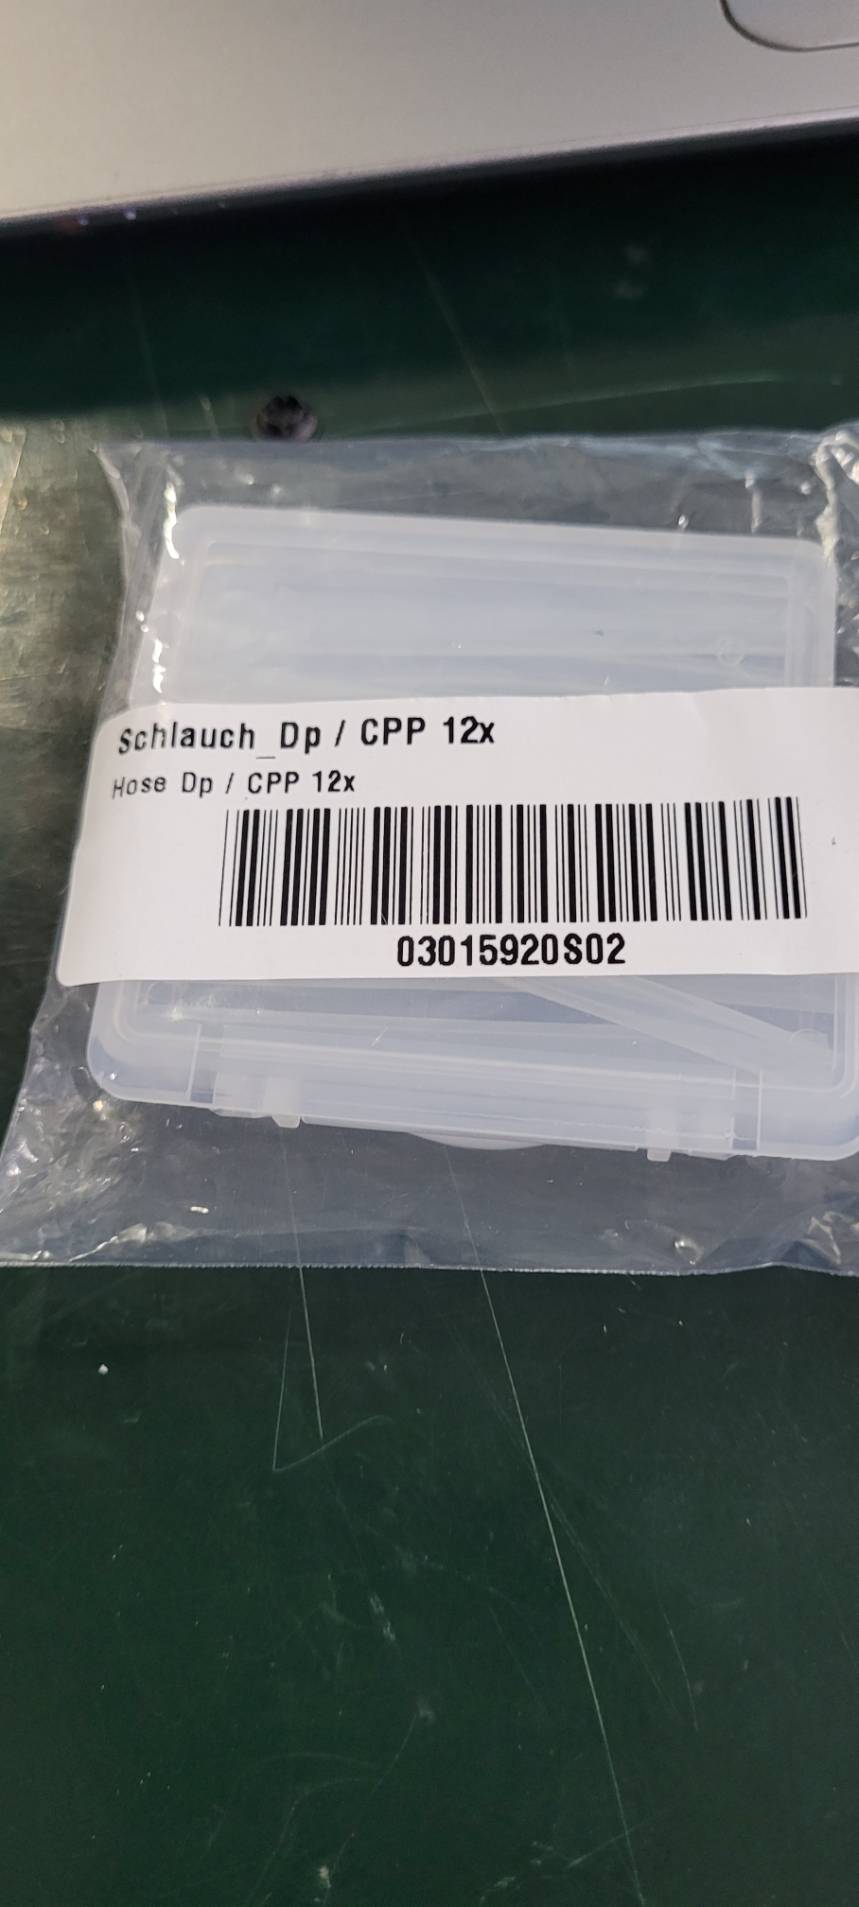 Schlauch_Dp / CPP 12x
Hose Dp / CPP 12x
03015920S02